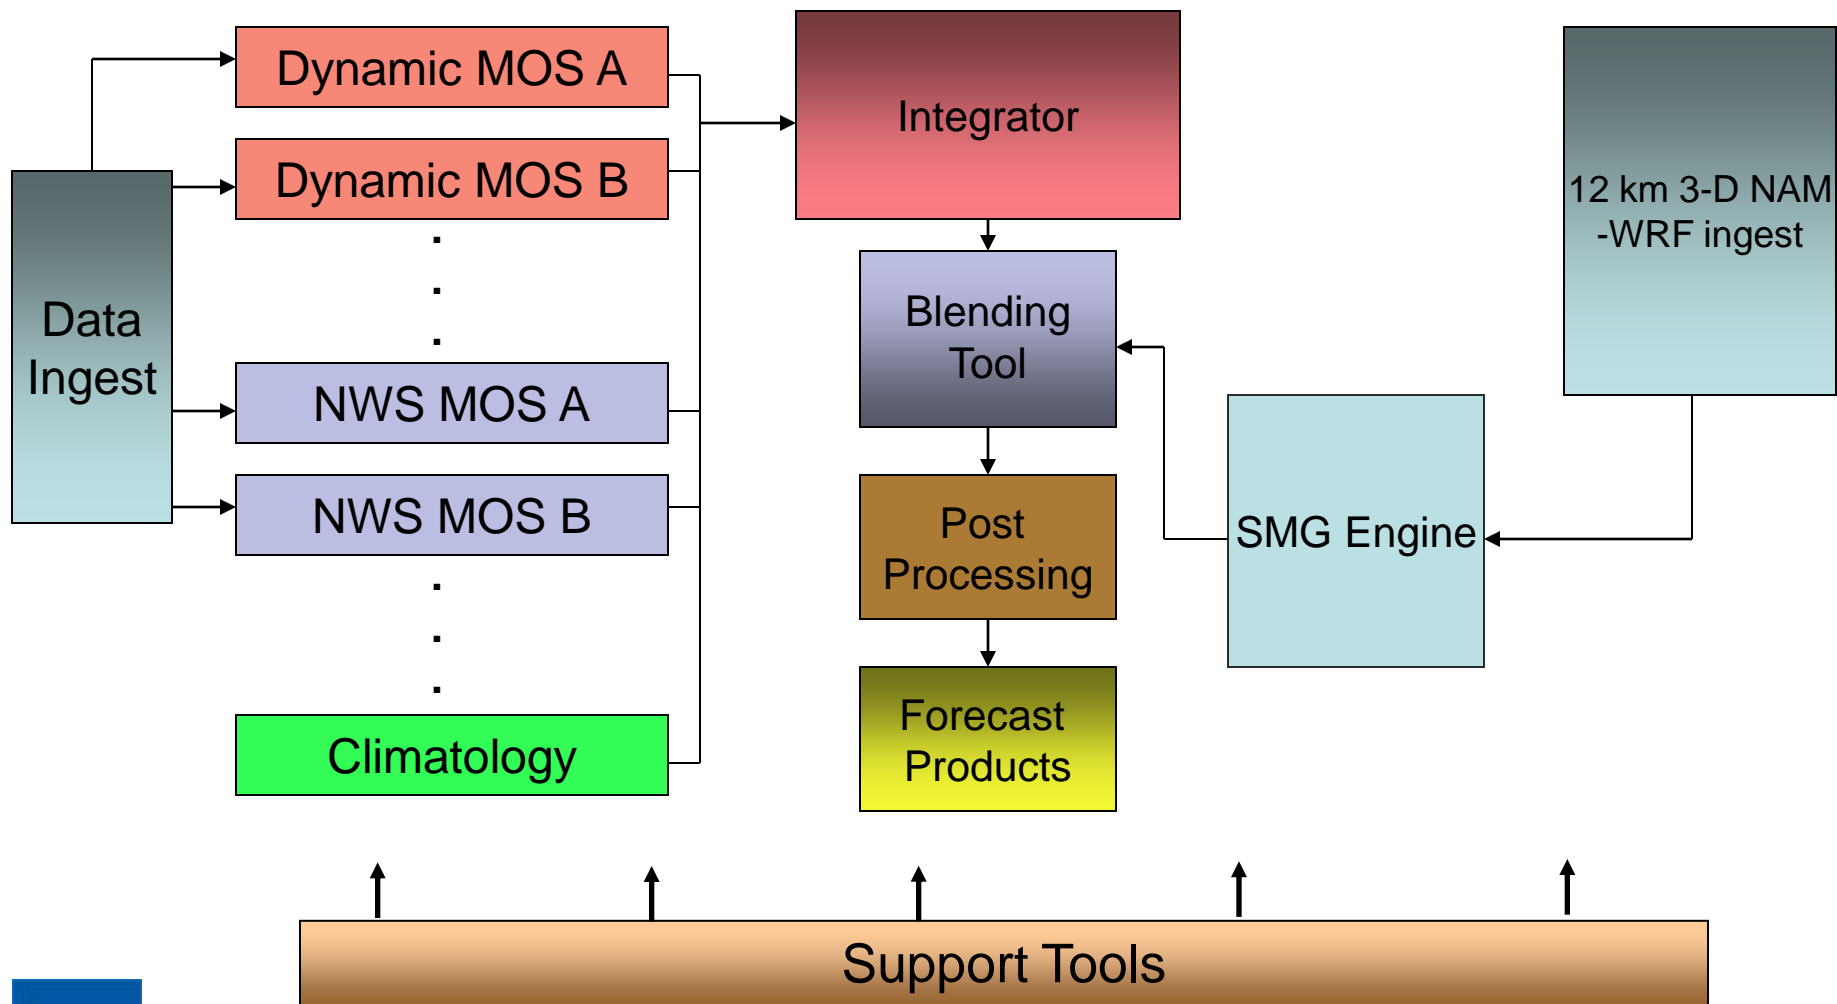 Dynamic MOS A
Dynamic MOS B
.
.
.
NWS MOS A
NWS MOS B
.
.
.
Climatology
Data
Ingest
Integrator
Blending
Tool
Post
Processing
Forecast
Products
SMG Engine
12 km 3-D NAM
-WRF ingest
Support Tools